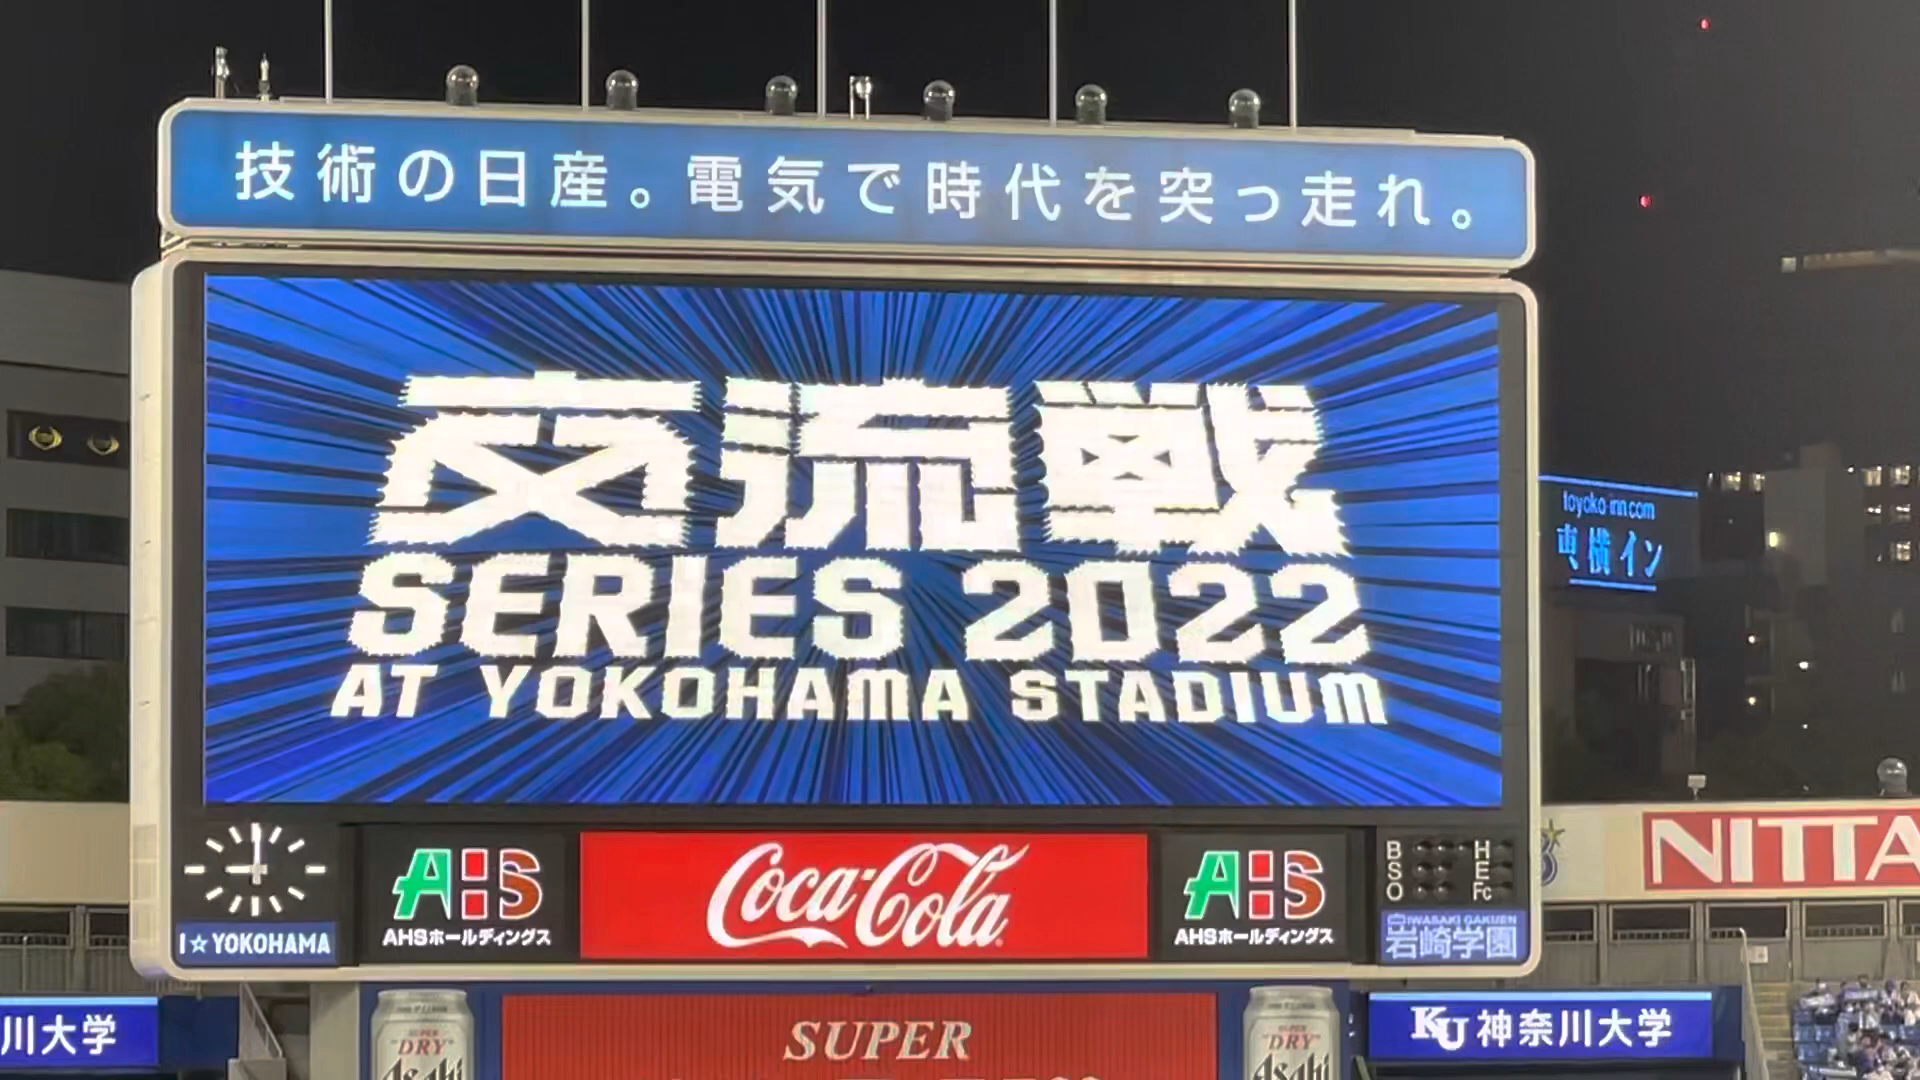 技術の日産。電気で時代を突っ走れ。
交流戦
SERIES 2022
AT YOKOHAMA STADIUM
toyoko-inn.com
東横イン
I☆YOKOHAMA
AHS
AHSホールディングス
Coca-Cola
AHS
AHSホールディングス
B H
S E
O Fc
IWASAKI GAKUEN
岩崎学園
NITTA
川大学
SUPER
"DRY"
Asahi
"DRY"
Asahi
KU 神奈川大学